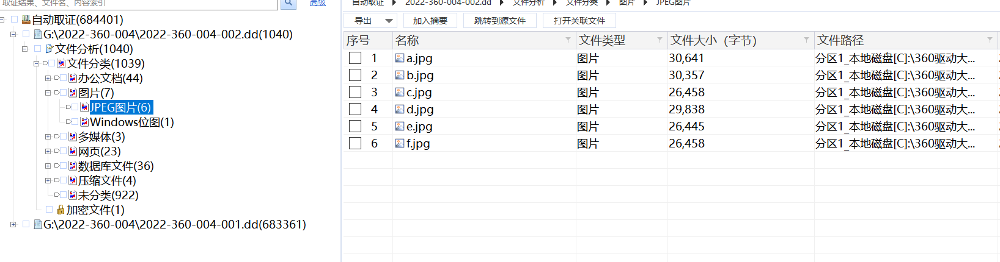 取证结果、文件名、内容索引
高级
自动取证(684401)
G:\2022-360-004\2022-360-004-002.dd(1040)
文件分析(1040)
文件分类(1039)
办公文档(44)
图片(7)
JPEG图片(6)
Windows位图(1)
多媒体(3)
网页(23)
数据库文件(36)
压缩文件(4)
未分类(922)
加密文件(1)
G:\2022-360-004\2022-360-004-001.dd(683361)
自动取证 2022-360-004-002.dd 文件分析 文件分类 图片 JPEG图片
导出 加入摘要 跳转到源文件 打开关联文件
序号 名称 文件类型 文件大小（字节） 文件路径
1 a.jpg 图片 30,641 分区1_本地磁盘[C]:\360驱动大...
2 b.jpg 图片 30,357 分区1_本地磁盘[C]:\360驱动大...
3 c.jpg 图片 26,458 分区1_本地磁盘[C]:\360驱动大...
4 d.jpg 图片 29,838 分区1_本地磁盘[C]:\360驱动大...
5 e.jpg 图片 26,445 分区1_本地磁盘[C]:\360驱动大...
6 f.jpg 图片 26,458 分区1_本地磁盘[C]:\360驱动大...